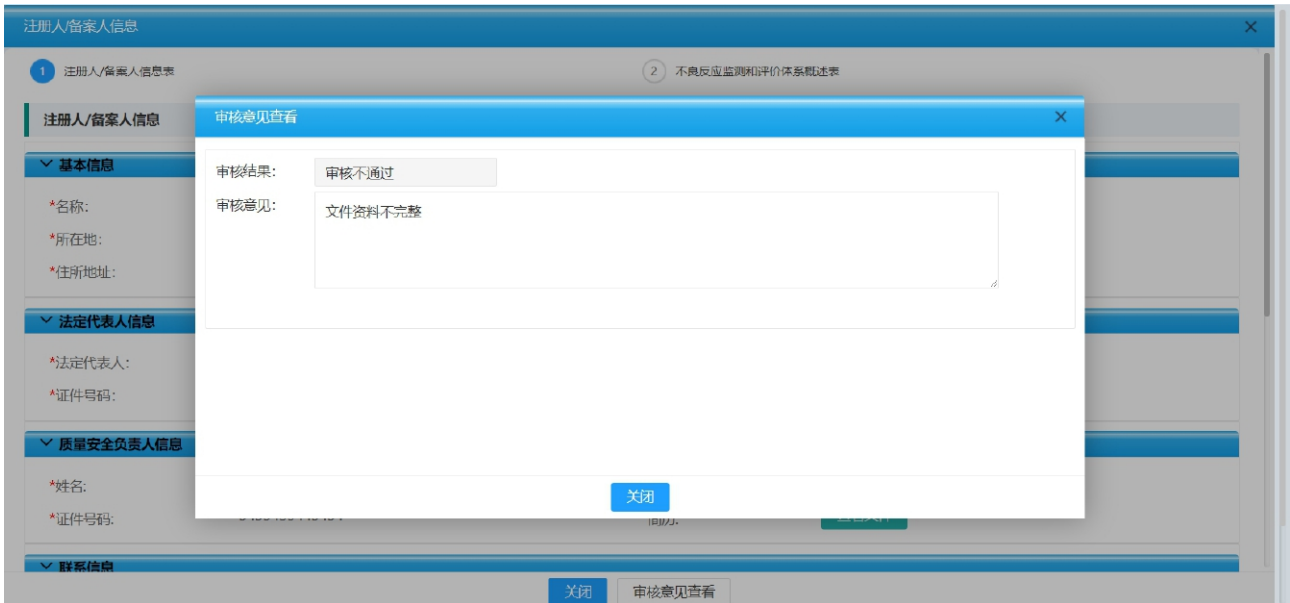 注册人/备案人信息
1 注册人/备案人信息表
2 不良反应监测和评价体系概述表
注册人/备案人信息
审核意见查看
基本信息
审核结果: 审核不通过
*名称:
审核意见: 文件资料不完整
*所在地:
*住所地址:
法定代表人信息
*法定代表人:
*证件号码:
质量安全负责人信息
*姓名:
关闭
*证件号码:
简历:
查看文件
联系信息
关闭 审核意见查看